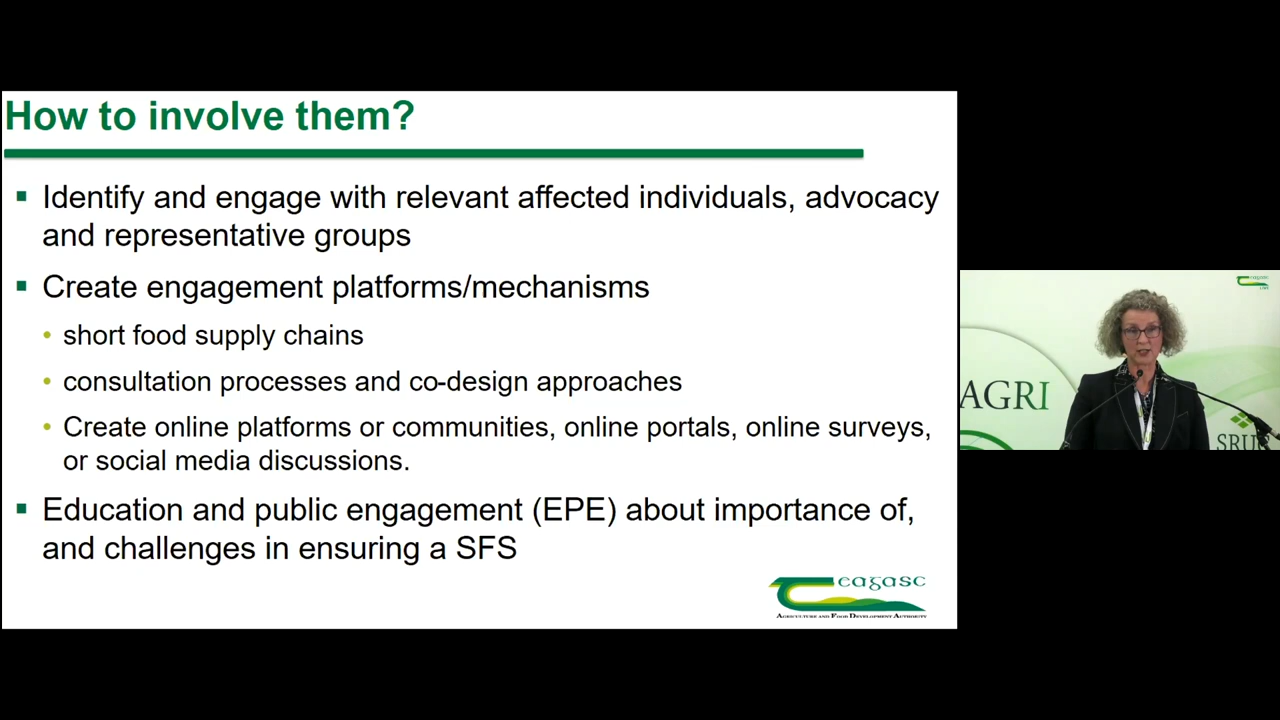 How to involve them?
Identify and engage with relevant affected individuals, advocacy
and representative groups
Create engagement platforms/mechanisms
short food supply chains
consultation processes and co-design approaches
Create online platforms or communities, online portals, online surveys,
or social media discussions.
Education and public engagement (EPE) about importance of,
and challenges in ensuring a SFS
eagasc
AGRICULTURE AND FOOD DEVELOPMENT AUTHORITY
eagasc
AGRI
SRUC